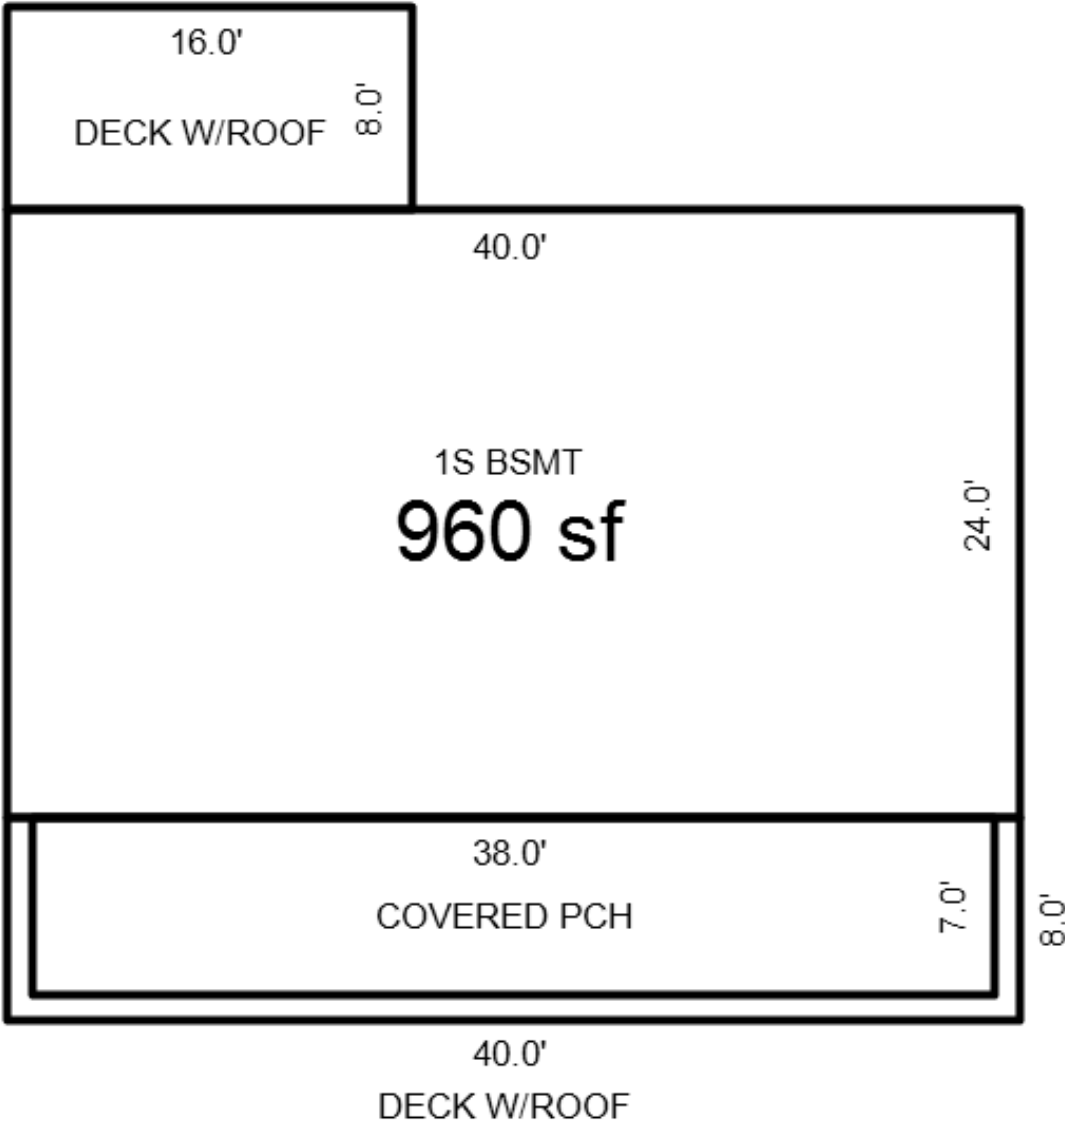 16.0'
8.0'
DECK W/ROOF
40.0'
1S BSMT
960 sf
24.0'
38.0'
COVERED PCH
7.0'
8.0'
40.0'
DECK W/ROOF